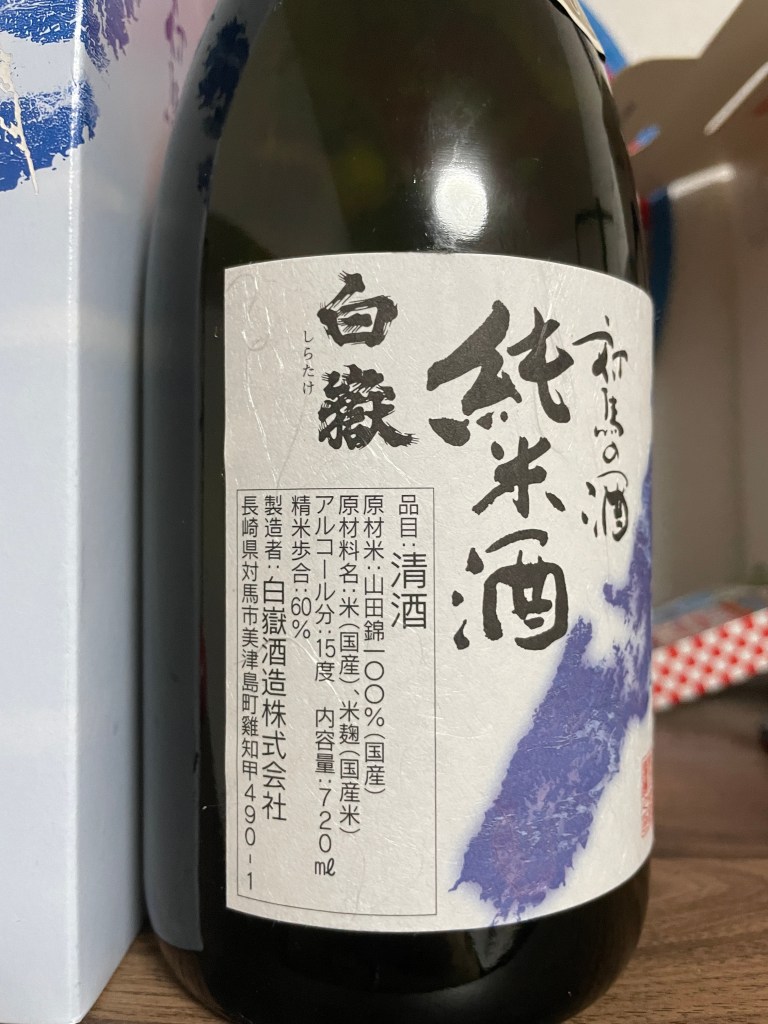 対馬の酒
純米酒
白嶽
しらたけ
品目:清酒
原材米:山田錦一〇〇%(国産)
原材料名:米(国産)、米麹(国産米)
アルコール分:15度　内容量:720㎖
精米歩合:60%
製造者:白嶽酒造株式会社
長崎県対馬市美津島町雞知甲490-1